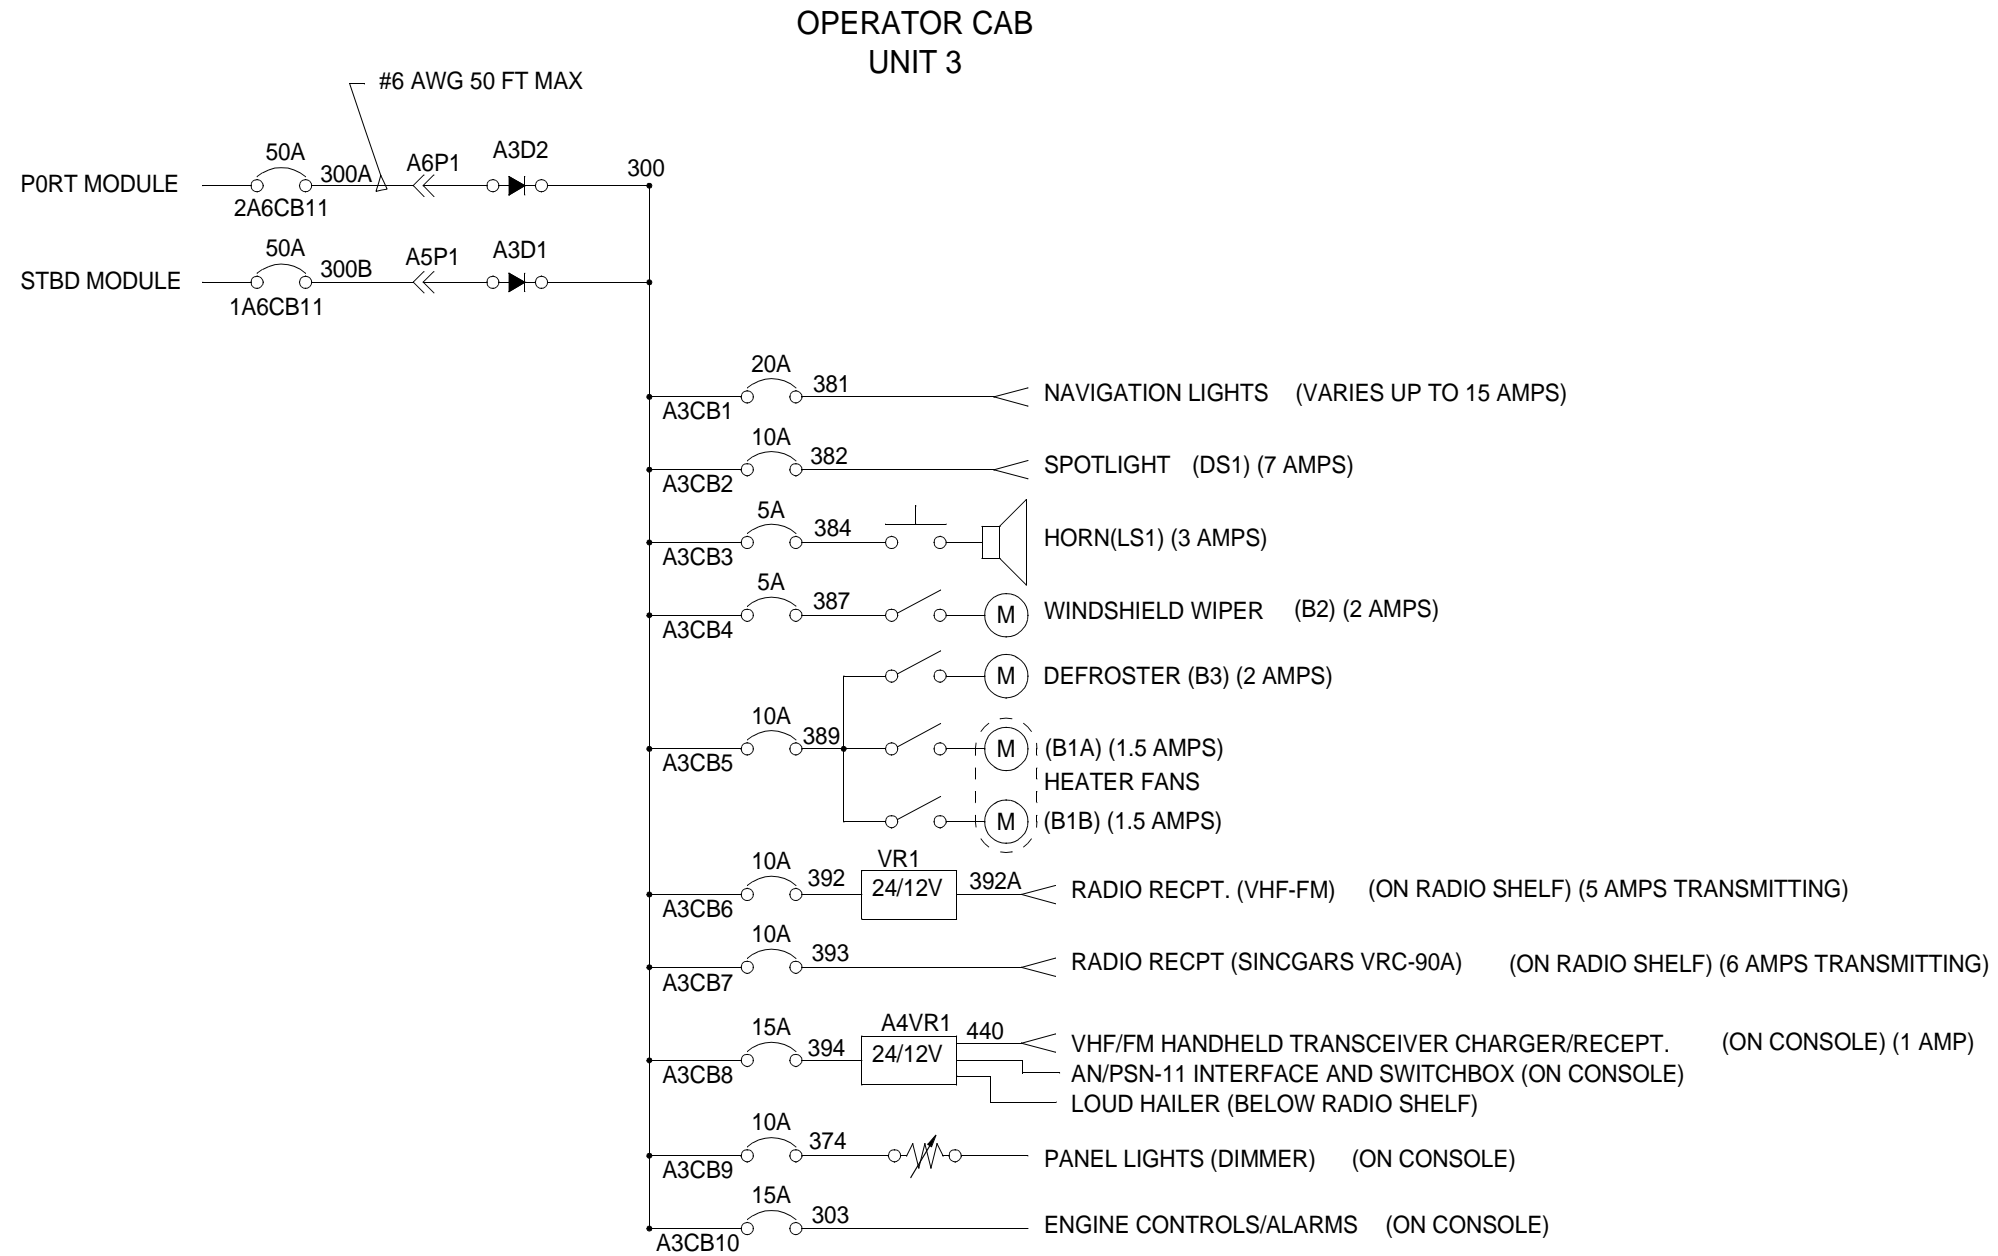 OPERATOR CAB
UNIT 3
#6 AWG 50 FT MAX
P0RT MODULE
50A
2A6CB11
300A
A6P1
A3D2
300
STBD MODULE
50A
1A6CB11
300B
A5P1
A3D1
20A
A3CB1
381
NAVIGATION LIGHTS (VARIES UP TO 15 AMPS)
10A
A3CB2
382
SPOTLIGHT (DS1) (7 AMPS)
5A
A3CB3
384
HORN(LS1) (3 AMPS)
5A
A3CB4
387
M
WINDSHIELD WIPER (B2) (2 AMPS)
M
DEFROSTER (B3) (2 AMPS)
10A
A3CB5
389
M
(B1A) (1.5 AMPS)
HEATER FANS
M
(B1B) (1.5 AMPS)
10A
A3CB6
392
VR1
24/12V
392A
RADIO RECPT. (VHF-FM) (ON RADIO SHELF) (5 AMPS TRANSMITTING)
10A
A3CB7
393
RADIO RECPT (SINCGARS VRC-90A) (ON RADIO SHELF) (6 AMPS TRANSMITTING)
15A
A3CB8
394
A4VR1
24/12V
440
VHF/FM HANDHELD TRANSCEIVER CHARGER/RECEPT. (ON CONSOLE) (1 AMP)
AN/PSN-11 INTERFACE AND SWITCHBOX (ON CONSOLE)
LOUD HAILER (BELOW RADIO SHELF)
10A
A3CB9
374
PANEL LIGHTS (DIMMER) (ON CONSOLE)
15A
A3CB10
303
ENGINE CONTROLS/ALARMS (ON CONSOLE)